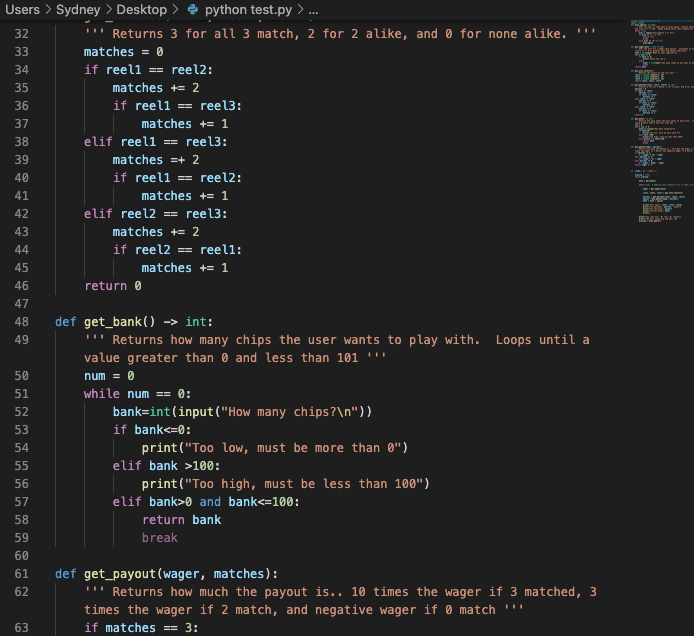 Users > Sydney > Desktop > python test.py > ...
32 ''' Returns 3 for all 3 match, 2 for 2 alike, and 0 for none alike. '''
33 matches = 0
34 if reel1 == reel2:
35 matches += 2
36 if reel1 == reel3:
37 matches += 1
38 elif reel1 == reel3:
39 matches =+ 2
40 if reel1 == reel2:
41 matches += 1
42 elif reel2 == reel3:
43 matches += 2
44 if reel2 == reel1:
45 matches += 1
46 return 0
47
48 def get_bank() -> int:
49 ''' Returns how many chips the user wants to play with.  Loops until a
value greater than 0 and less than 101 '''
50 num = 0
51 while num == 0:
52 bank=int(input("How many chips?\n"))
53 if bank<=0:
54 print("Too low, must be more than 0")
55 elif bank >100:
56 print("Too high, must be less than 100")
57 elif bank>0 and bank<=100:
58 return bank
59 break
60
61 def get_payout(wager, matches):
62 ''' Returns how much the payout is.. 10 times the wager if 3 matched, 3
times the wager if 2 match, and negative wager if 0 match '''
63 if matches == 3: